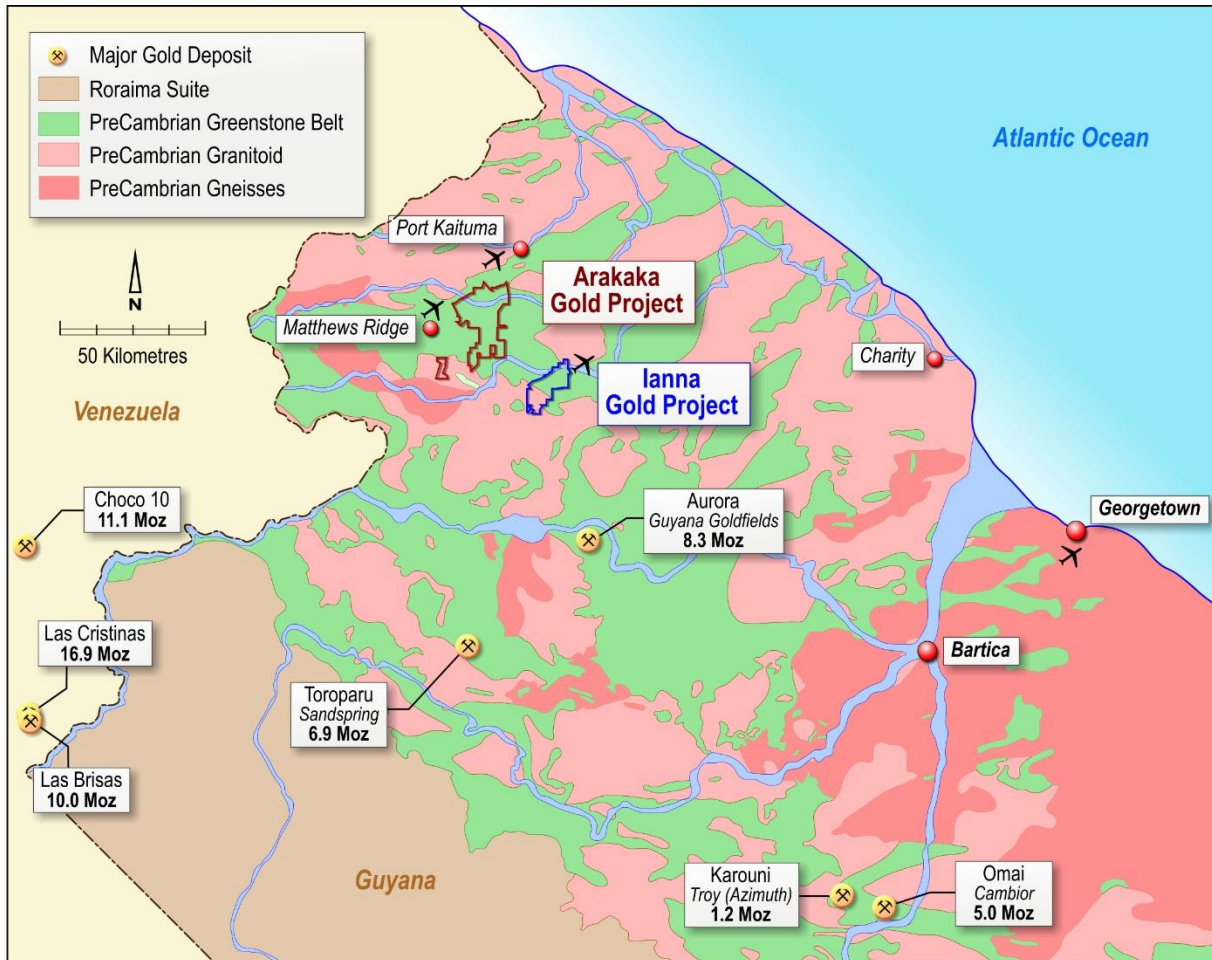 Major Gold Deposit
Roraima Suite
PreCambrian Greenstone Belt
PreCambrian Granitoid
PreCambrian Gneisses
N
50 Kilometres
Atlantic Ocean
Port Kaituma
Arakaka
Gold Project
Matthews Ridge
Ianna
Gold Project
Charity
Venezuela
Choco 10
11.1 Moz
Aurora
Guyana Goldfields
8.3 Moz
Georgetown
Las Cristinas
16.9 Moz
Bartica
Toroparu
Sandspring
6.9 Moz
Las Brisas
10.0 Moz
Guyana
Karouni
Troy (Azimuth)
1.2 Moz
Omai
Cambior
5.0 Moz